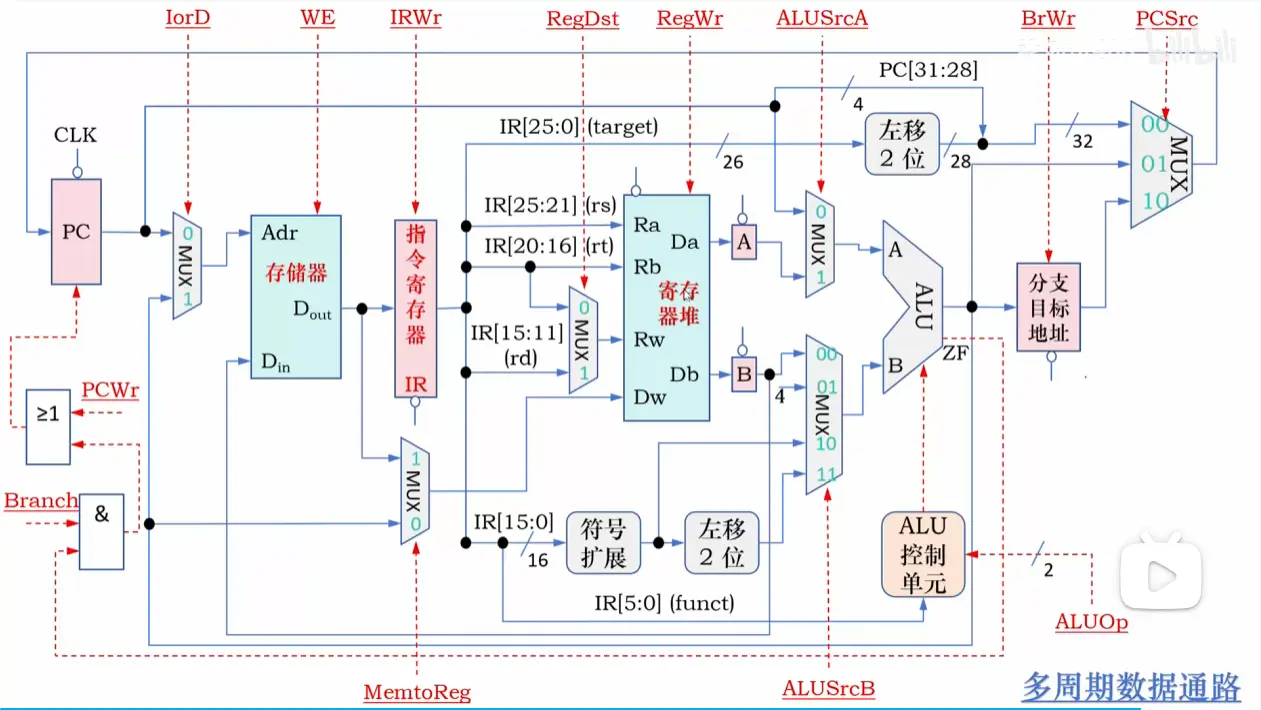 IorD
WE
IRWr
RegDst
RegWr
ALUSrcA
BrWr
PCSrc
bilibili
PC[31:28]
4
CLK
IR[25:0] (target)
26
左移
2 位
28
32
00
01
10
MUX
PC
0
1
MUX
Adr
存储器
Dout
Din
指令寄存器
IR
IR[25:21] (rs)
IR[20:16] (rt)
IR[15:11]
(rd)
0
1
MUX
Ra
Rb
Rw
Dw
Da
Db
寄存
器堆
A
B
0
1
MUX
4
00
01
10
11
MUX
A
B
ALU
ZF
分支
目标
地址
PCWr
≥1
Branch
&
1
0
MUX
IR[15:0]
16
符号
扩展
左移
2 位
ALU
控制
单元
2
IR[5:0] (funct)
ALUOp
MemtoReg
ALUSrcB
多周期数据通路